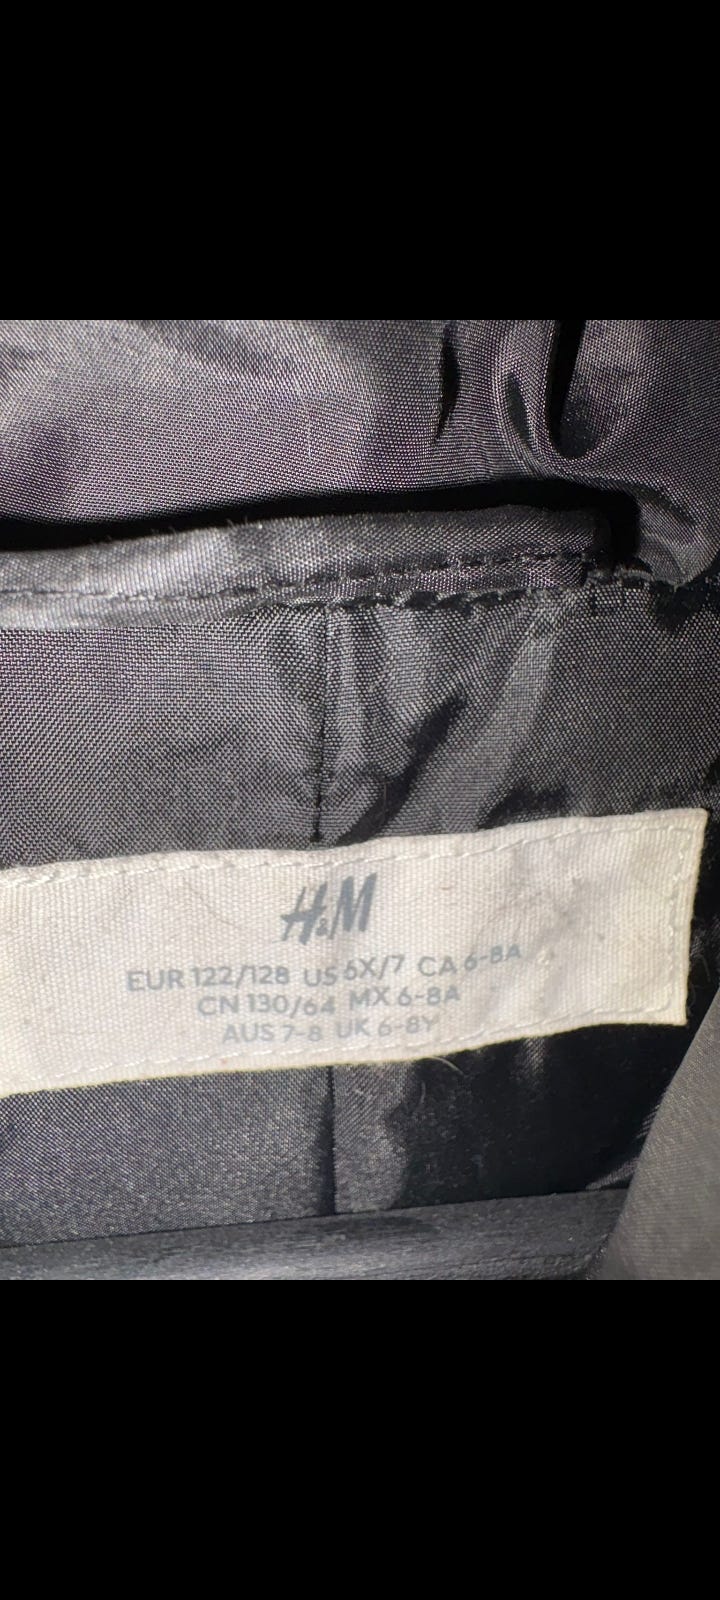 H&M
EUR 122/128 US 6X/7 CA 6-8A
CN 130/64 MX 6-8A
AUS 7-8 UK 6-8Y